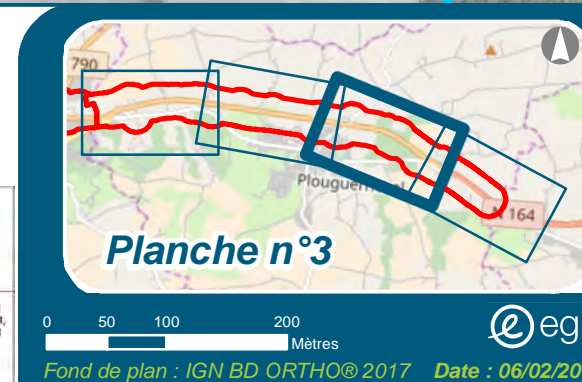 790
Plouguernével
N 164
Planche n°3
0 50 100 200
Mètres
eg
Fond de plan : IGN BD ORTHO® 2017 Date : 06/02/20